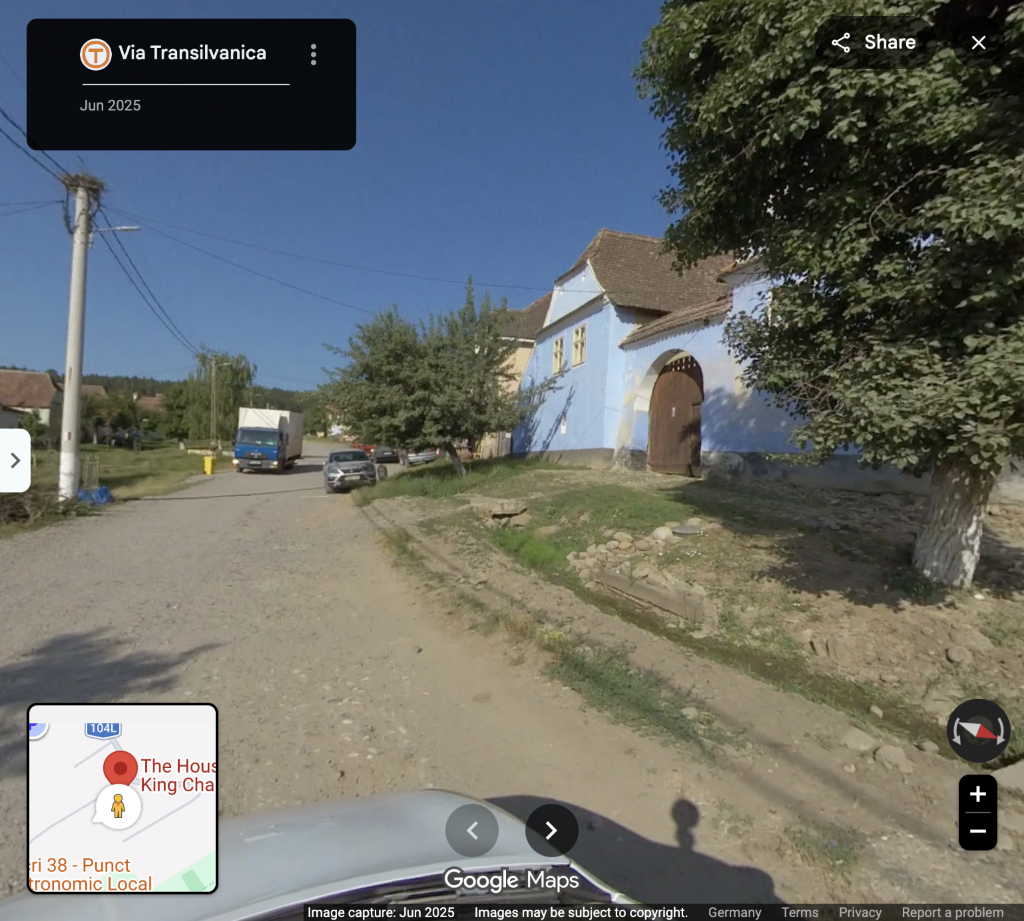 Via Transilvanica
Jun 2025
Share
104L
The Hous
King Cha
ri 38 - Punct
tronomic Local
Google Maps
Image capture: Jun 2025 Images may be subject to copyright. Germany Terms Privacy Report a problem